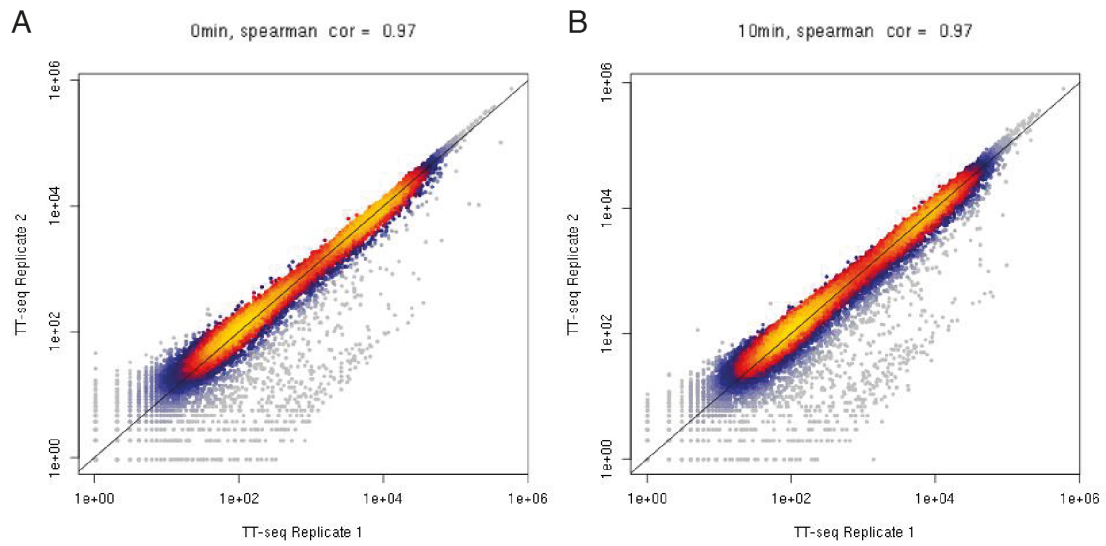 A
0min, spearman cor = 0.97
1e+06
1e+04
1e+02
1e+00
TT-seq Replicate 2
1e+00 1e+02 1e+04 1e+06
TT-seq Replicate 1
B
10min, spearman cor = 0.97
1e+06
1e+04
1e+02
1e+00
TT-seq Replicate 2
1e+00 1e+02 1e+04 1e+06
TT-seq Replicate 1